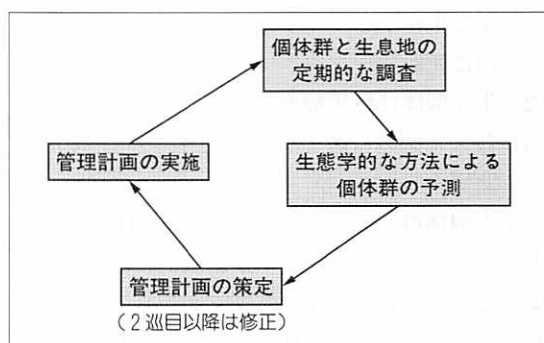 個体群と生息地の
定期的な調査
生態学的な方法による
個体群の予測
管理計画の策定
(2巡目以降は修正)
管理計画の実施